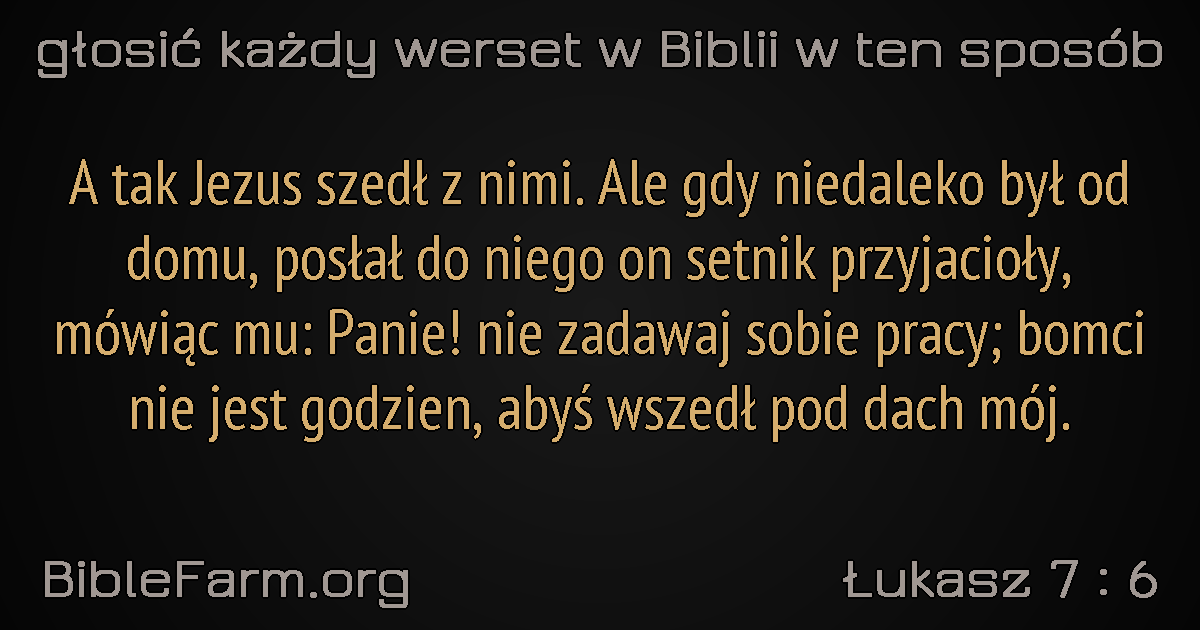 głosić każdy werset w Biblii w ten sposób
A tak Jezus szedł z nimi. Ale gdy niedaleko był od
domu, posłał do niego on setnik przyjacioły,
mówiąc mu: Panie! nie zadawaj sobie pracy; bomci
nie jest godzien, abyś wszedł pod dach mój.
BibleFarm.org
Łukasz 7 : 6